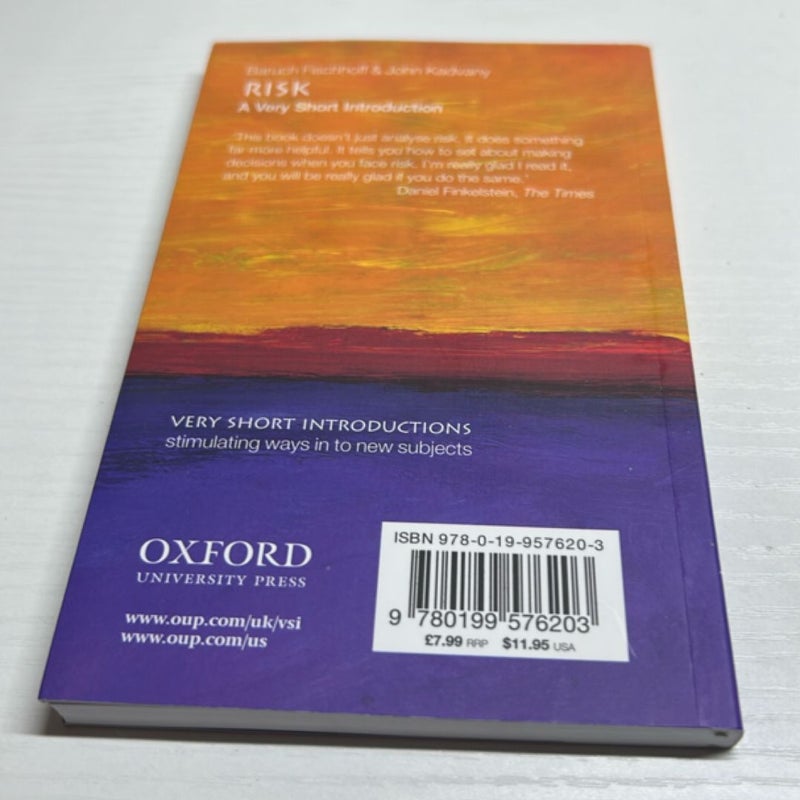 Baruch Fischhoff & John Kadvany
RISK
A Very Short Introduction
'This book doesn't just analyse risk. It does something
far more helpful. It tells you how to set about making
decisions when you face risk. I'm really glad I read it,
and you will be really glad if you do the same.'
Daniel Finkelstein, The Times
VERY SHORT INTRODUCTIONS
stimulating ways in to new subjects
OXFORD
UNIVERSITY PRESS
www.oup.com/uk/vsi
www.oup.com/us
ISBN 978-0-19-957620-3
9 780199 576203
£7.99 RRP $11.95 USA